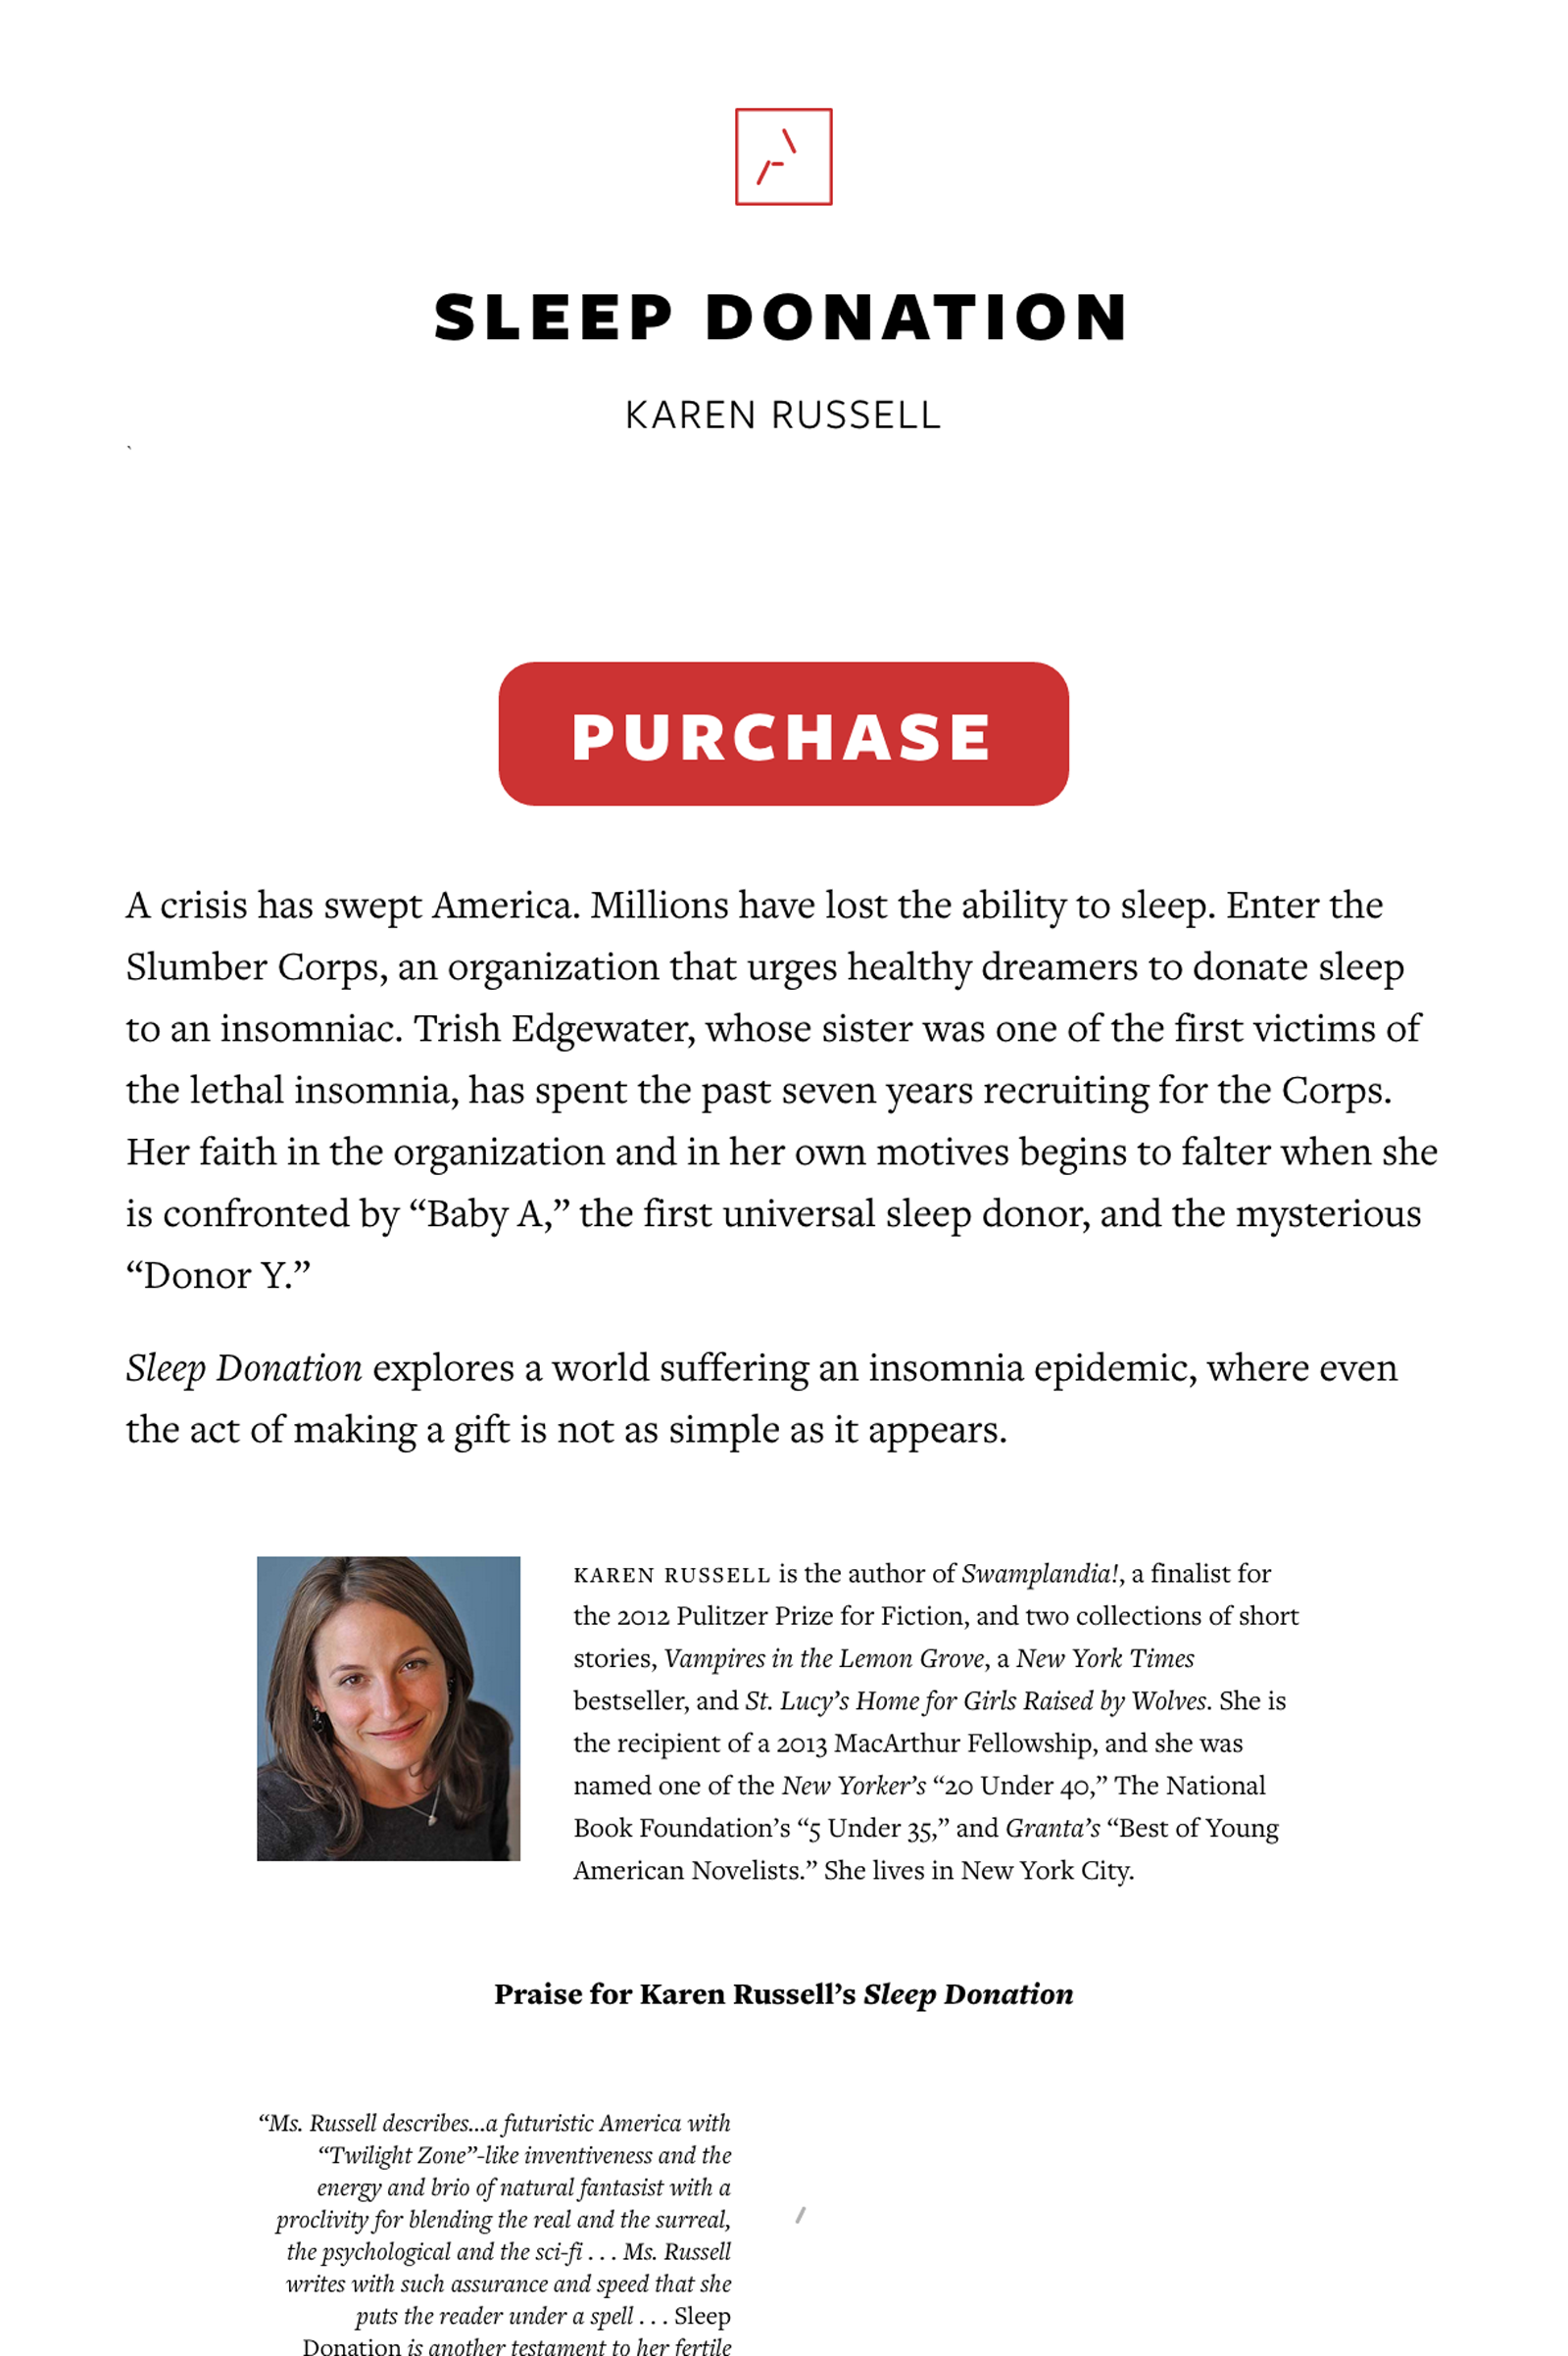 SLEEP DONATION
KAREN RUSSELL
`
PURCHASE
A crisis has swept America. Millions have lost the ability to sleep. Enter the
Slumber Corps, an organization that urges healthy dreamers to donate sleep
to an insomniac. Trish Edgewater, whose sister was one of the first victims of
the lethal insomnia, has spent the past seven years recruiting for the Corps.
Her faith in the organization and in her own motives begins to falter when she
is confronted by “Baby A,” the first universal sleep donor, and the mysterious
“Donor Y.”
Sleep Donation explores a world suffering an insomnia epidemic, where even
the act of making a gift is not as simple as it appears.
KAREN RUSSELL is the author of Swamplandia!, a finalist for
the 2012 Pulitzer Prize for Fiction, and two collections of short
stories, Vampires in the Lemon Grove, a New York Times
bestseller, and St. Lucy’s Home for Girls Raised by Wolves. She is
the recipient of a 2013 MacArthur Fellowship, and she was
named one of the New Yorker’s “20 Under 40,” The National
Book Foundation’s “5 Under 35,” and Granta’s “Best of Young
American Novelists.” She lives in New York City.
Praise for Karen Russell’s Sleep Donation
“Ms. Russell describes...a futuristic America with
“Twilight Zone”-like inventiveness and the
energy and brio of natural fantasist with a
proclivity for blending the real and the surreal,
the psychological and the sci-fi . . . Ms. Russell
writes with such assurance and speed that she
puts the reader under a spell . . . Sleep
Donation is another testament to her fertile